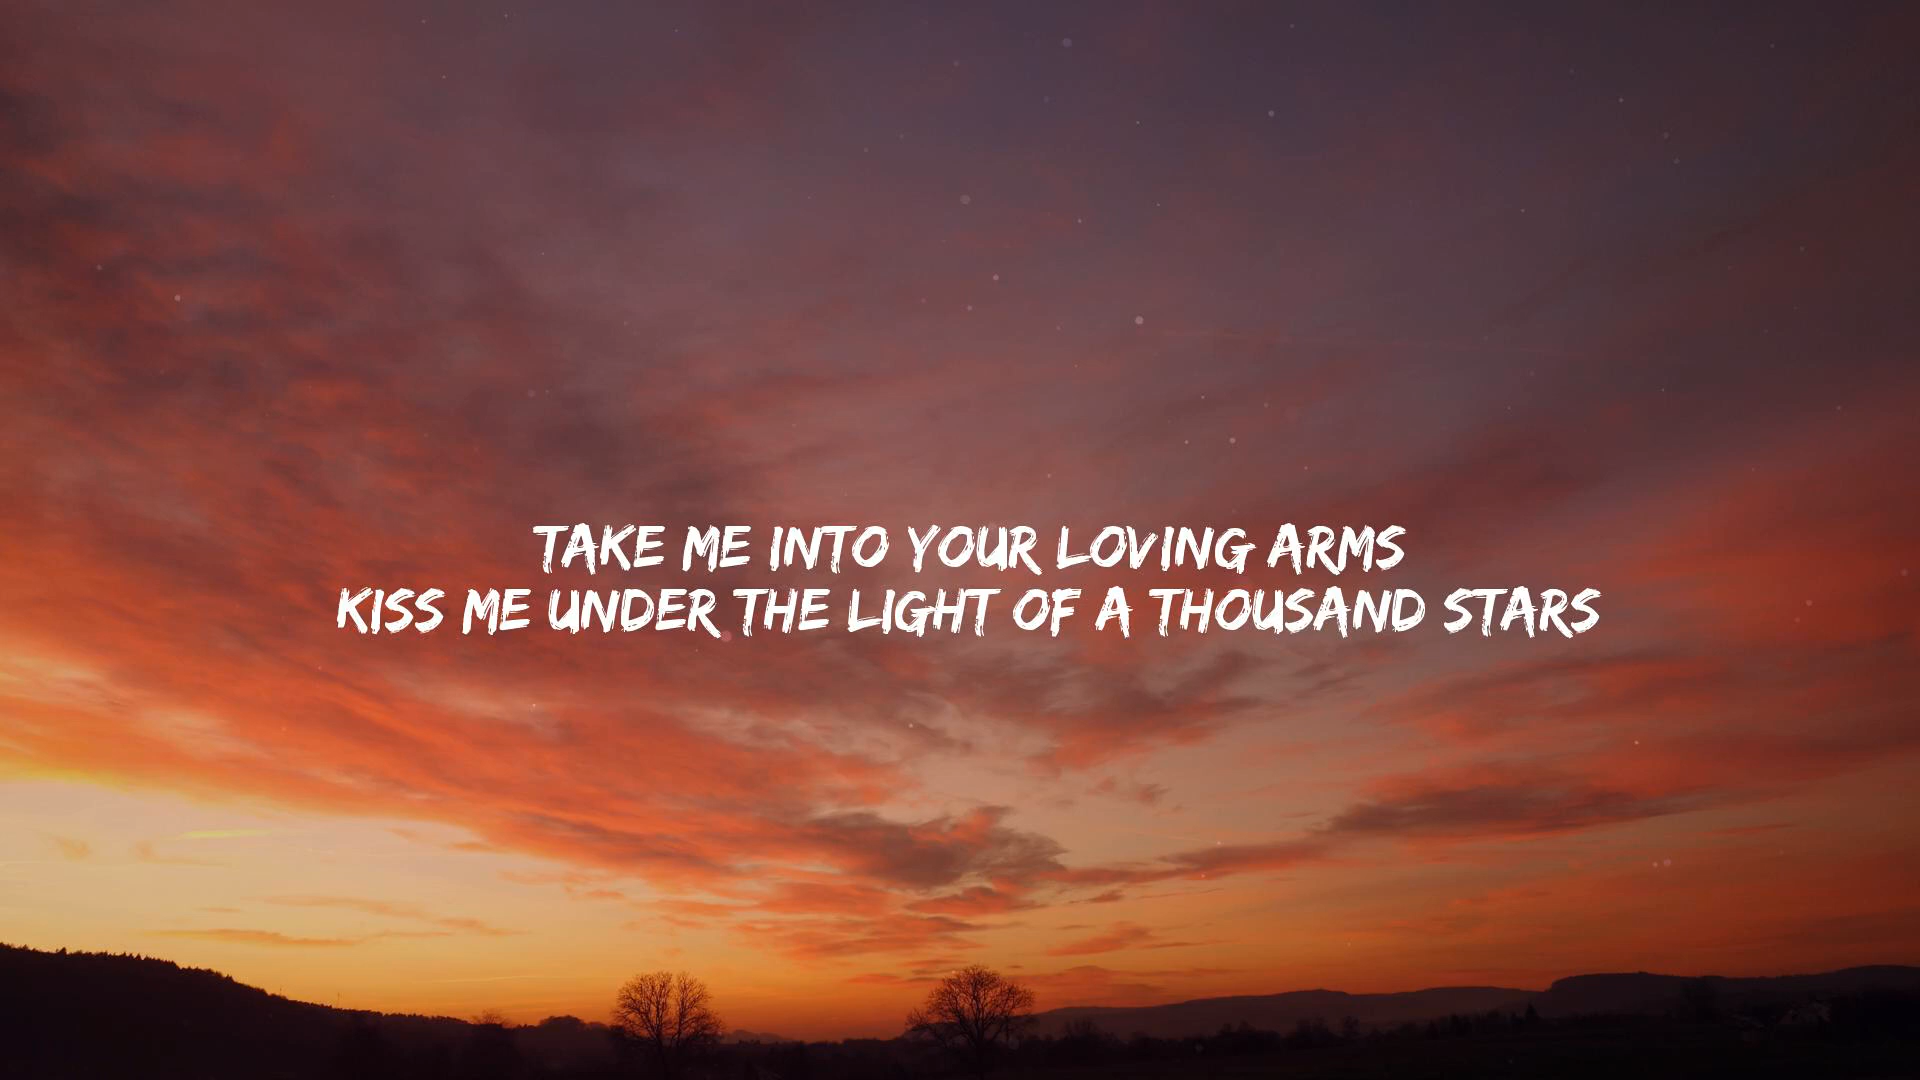 TAKE ME INTO YOUR LOVING ARMS
KISS ME UNDER THE LIGHT OF A THOUSAND STARS